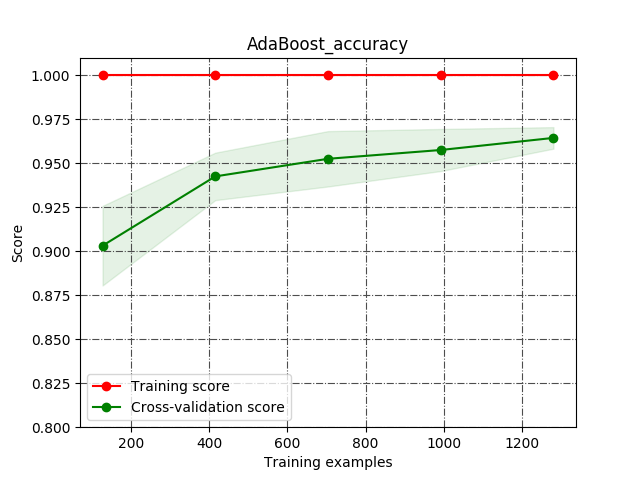 AdaBoost_accuracy
1.000
0.975
0.950
0.925
0.900
0.875
0.850
0.825
0.800
Score
Training score
Cross-validation score
200 400 600 800 1000 1200
Training examples